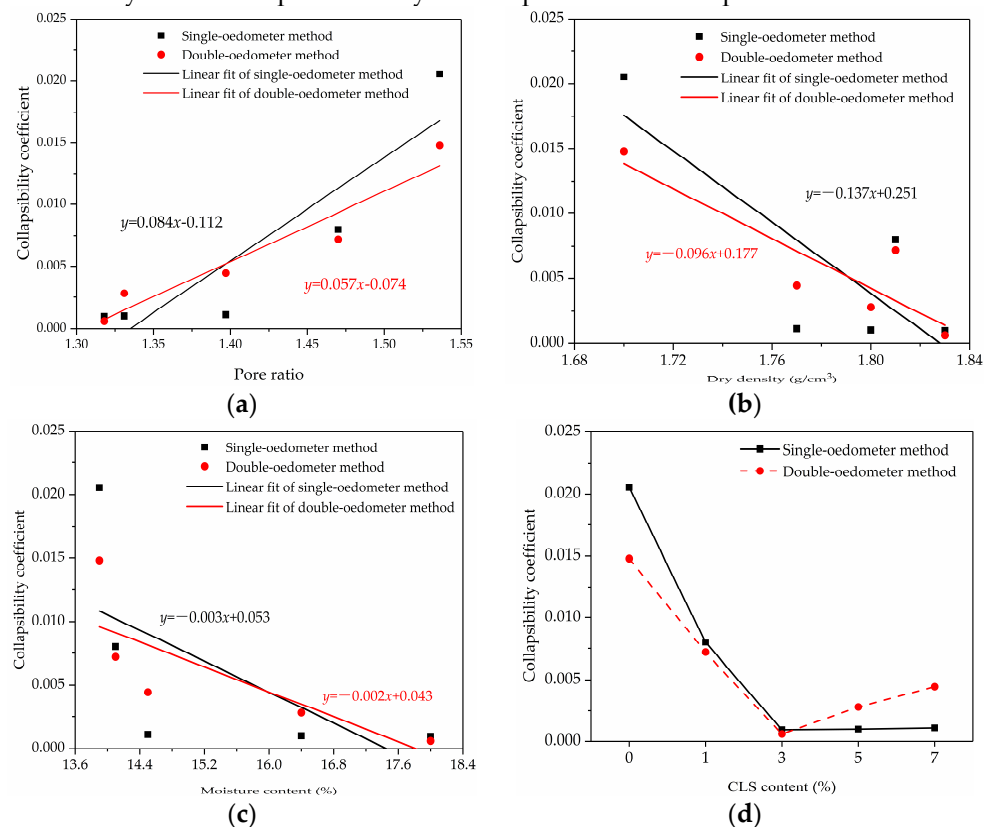 0.025
0.020
0.015
0.010
0.005
0.000
Collapsibility coefficient
Single-oedometer method
Double-oedometer method
Linear fit of single-oedometer method
Linear fit of double-oedometer method
y=0.084x-0.112
y=0.057x-0.074
1.30 1.35 1.40 1.45 1.50 1.55
Pore ratio
(a)
0.025
0.020
0.015
0.010
0.005
0.000
Collapsibility coefficient
Single-oedometer method
Double-oedometer method
Linear fit of single-oedometer method
Linear fit of double-oedometer method
y=−0.137x+0.251
y=−0.096x+0.177
1.68 1.72 1.76 1.80 1.84
Dry density (g/cm³)
(b)
0.025
0.020
0.015
0.010
0.005
0.000
Collapsibility coefficient
Single-oedometer method
Double-oedometer method
Linear fit of single-oedometer method
Linear fit of double-oedometer method
y=−0.003x+0.053
y=−0.002x+0.043
13.6 14.4 15.2 16.0 16.8 17.6 18.4
Moisture content (%)
(c)
0.025
0.020
0.015
0.010
0.005
0.000
Collapsibility coefficient
Single-oedometer method
Double-oedometer method
0 1 3 5 7
CLS content (%)
(d)